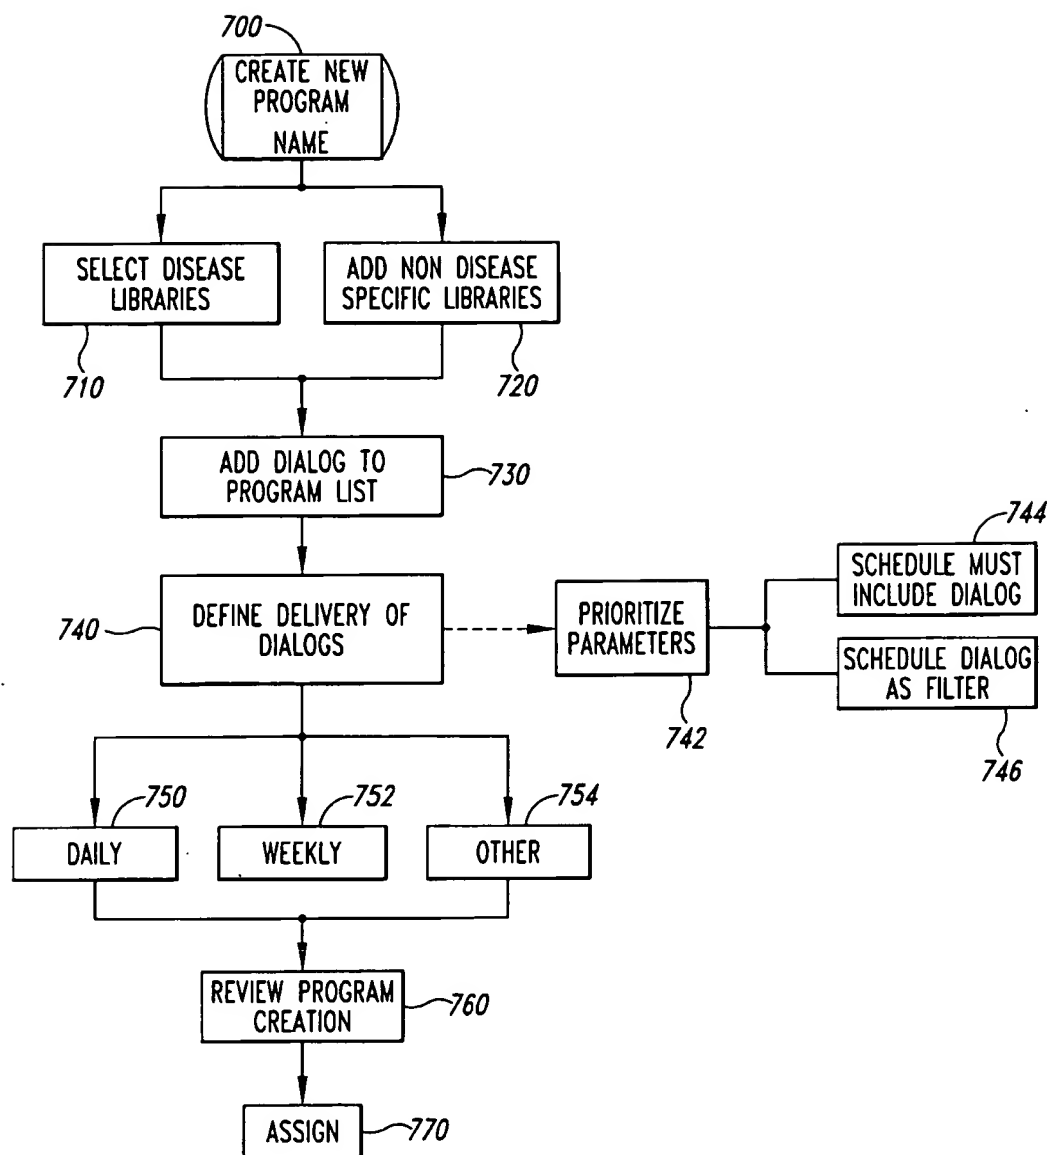 700
CREATE NEW
PROGRAM
NAME
SELECT DISEASE
LIBRARIES
710
ADD NON DISEASE
SPECIFIC LIBRARIES
720
ADD DIALOG TO
PROGRAM LIST
730
DEFINE DELIVERY OF
DIALOGS
740
PRIORITIZE
PARAMETERS
742
744
SCHEDULE MUST
INCLUDE DIALOG
SCHEDULE DIALOG
AS FILTER
746
750
DAILY
752
WEEKLY
754
OTHER
REVIEW PROGRAM
CREATION
760
ASSIGN
770